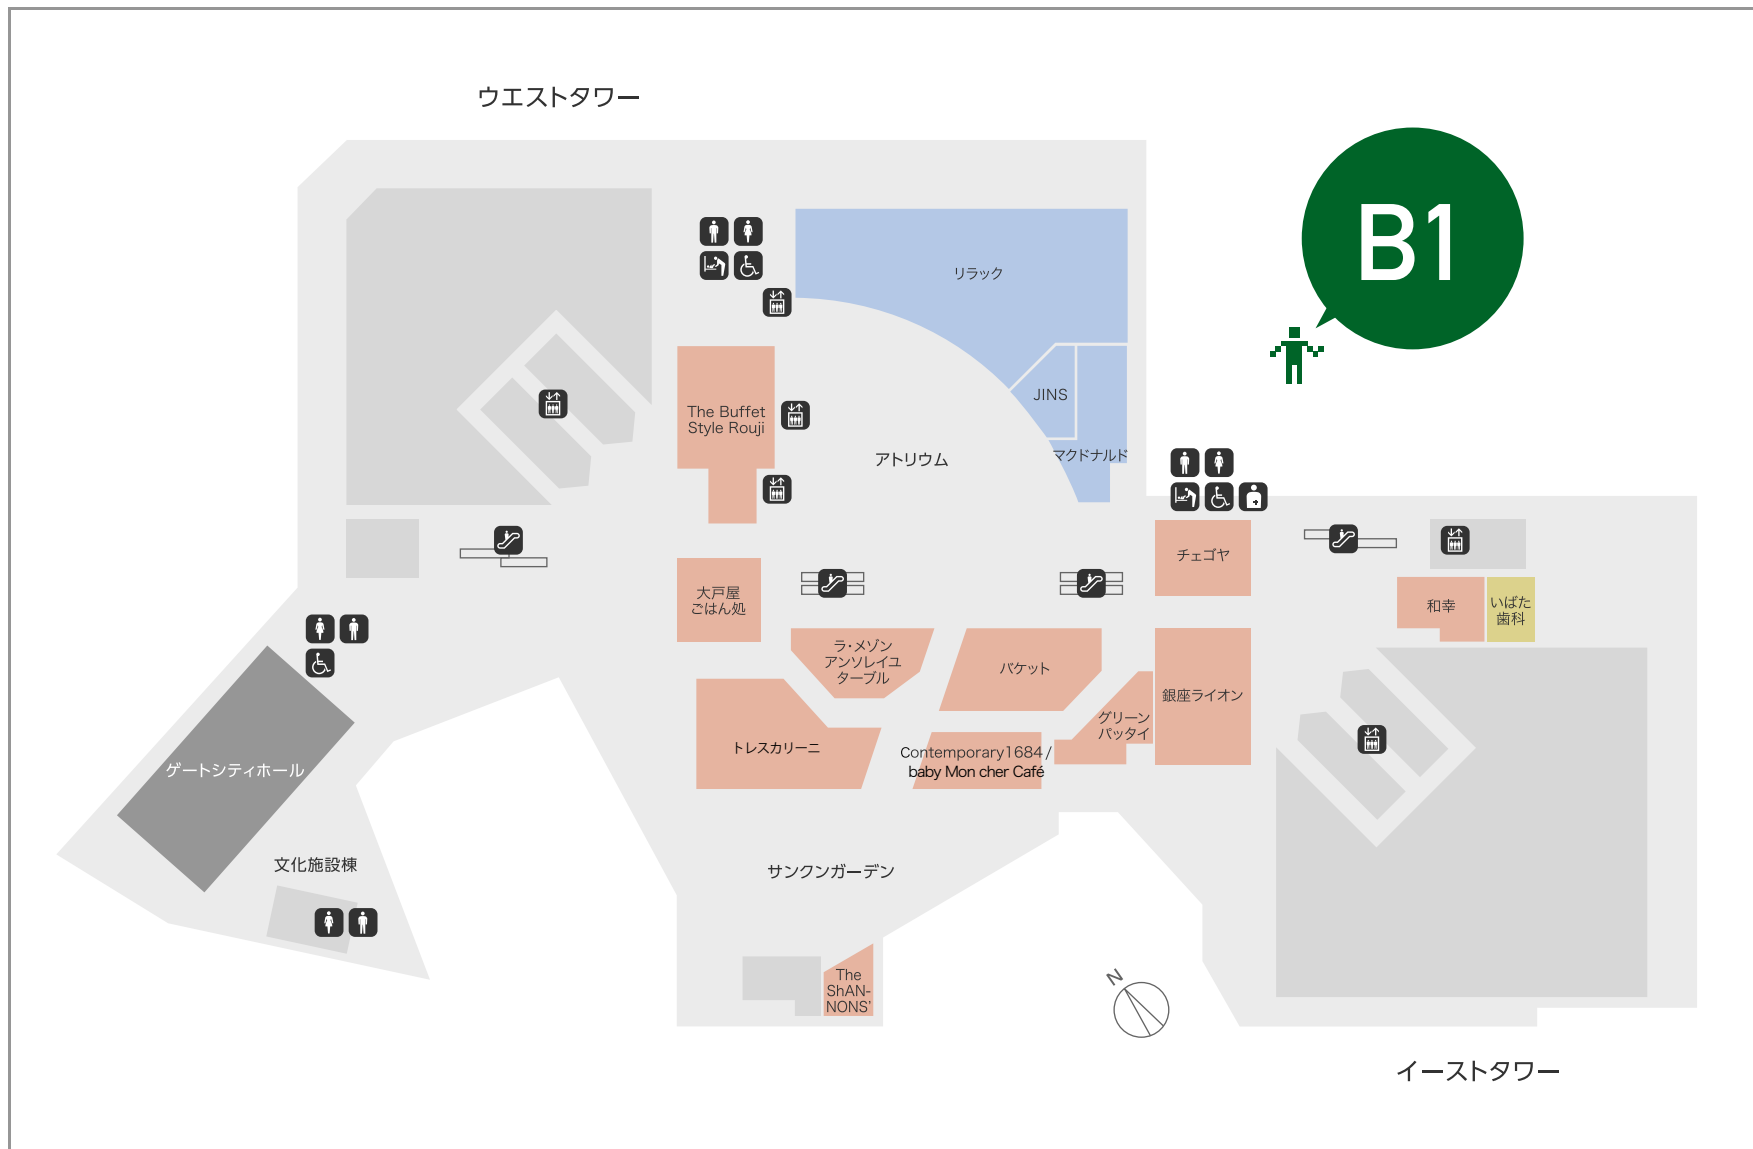 ウエストタワー
B1
リラック
JINS
マクドナルド
The Buffet
Style Rouji
アトリウム
チェゴヤ
大戸屋
ごはん処
和幸
いばた
歯科
ラ・メゾン
アンソレイユ
ターブル
バケット
銀座ライオン
グリーン
パッタイ
トレスカリーニ
Contemporary1684 /
baby Mon cher Café
ゲートシティホール
文化施設棟
サンクンガーデン
The
ShAN-
NONS'
N
イーストタワー